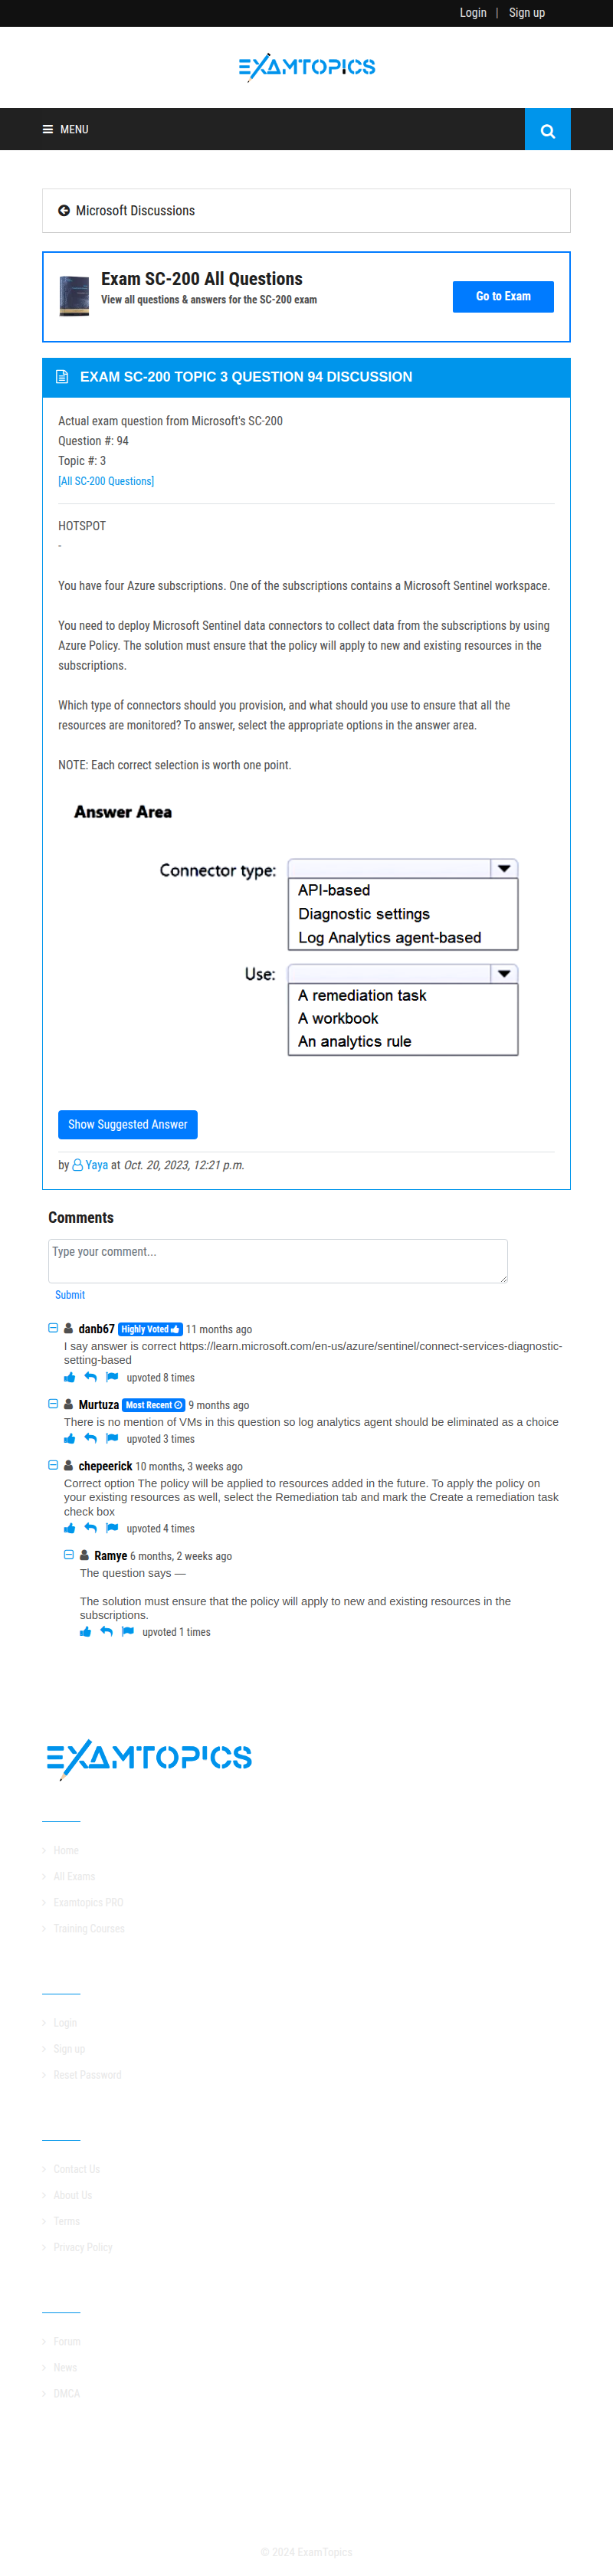 Login | Sign up
EXAMTOPICS
MENU
Microsoft Discussions
Exam SC-200 All Questions
View all questions & answers for the SC-200 exam
Go to Exam
EXAM SC-200 TOPIC 3 QUESTION 94 DISCUSSION
Actual exam question from Microsoft's SC-200
Question #: 94
Topic #: 3
[All SC-200 Questions]
HOTSPOT
-
You have four Azure subscriptions. One of the subscriptions contains a Microsoft Sentinel workspace.
You need to deploy Microsoft Sentinel data connectors to collect data from the subscriptions by using
Azure Policy. The solution must ensure that the policy will apply to new and existing resources in the
subscriptions.
Which type of connectors should you provision, and what should you use to ensure that all the
resources are monitored? To answer, select the appropriate options in the answer area.
NOTE: Each correct selection is worth one point.
Answer Area
Connector type:
API-based
Diagnostic settings
Log Analytics agent-based
Use:
A remediation task
A workbook
An analytics rule
Show Suggested Answer
by Yaya at Oct. 20, 2023, 12:21 p.m.
Comments
Type your comment...
Submit
danb67 Highly Voted 11 months ago
I say answer is correct https://learn.microsoft.com/en-us/azure/sentinel/connect-services-diagnostic-
setting-based
upvoted 8 times
Murtuza Most Recent 9 months ago
There is no mention of VMs in this question so log analytics agent should be eliminated as a choice
upvoted 3 times
chepeerick 10 months, 3 weeks ago
Correct option The policy will be applied to resources added in the future. To apply the policy on
your existing resources as well, select the Remediation tab and mark the Create a remediation task
check box
upvoted 4 times
Ramye 6 months, 2 weeks ago
The question says —
The solution must ensure that the policy will apply to new and existing resources in the
subscriptions.
upvoted 1 times
EXAMTOPICS
Home
All Exams
Examtopics PRO
Training Courses
Login
Sign up
Reset Password
Contact Us
About Us
Terms
Privacy Policy
Forum
News
DMCA
© 2024 ExamTopics